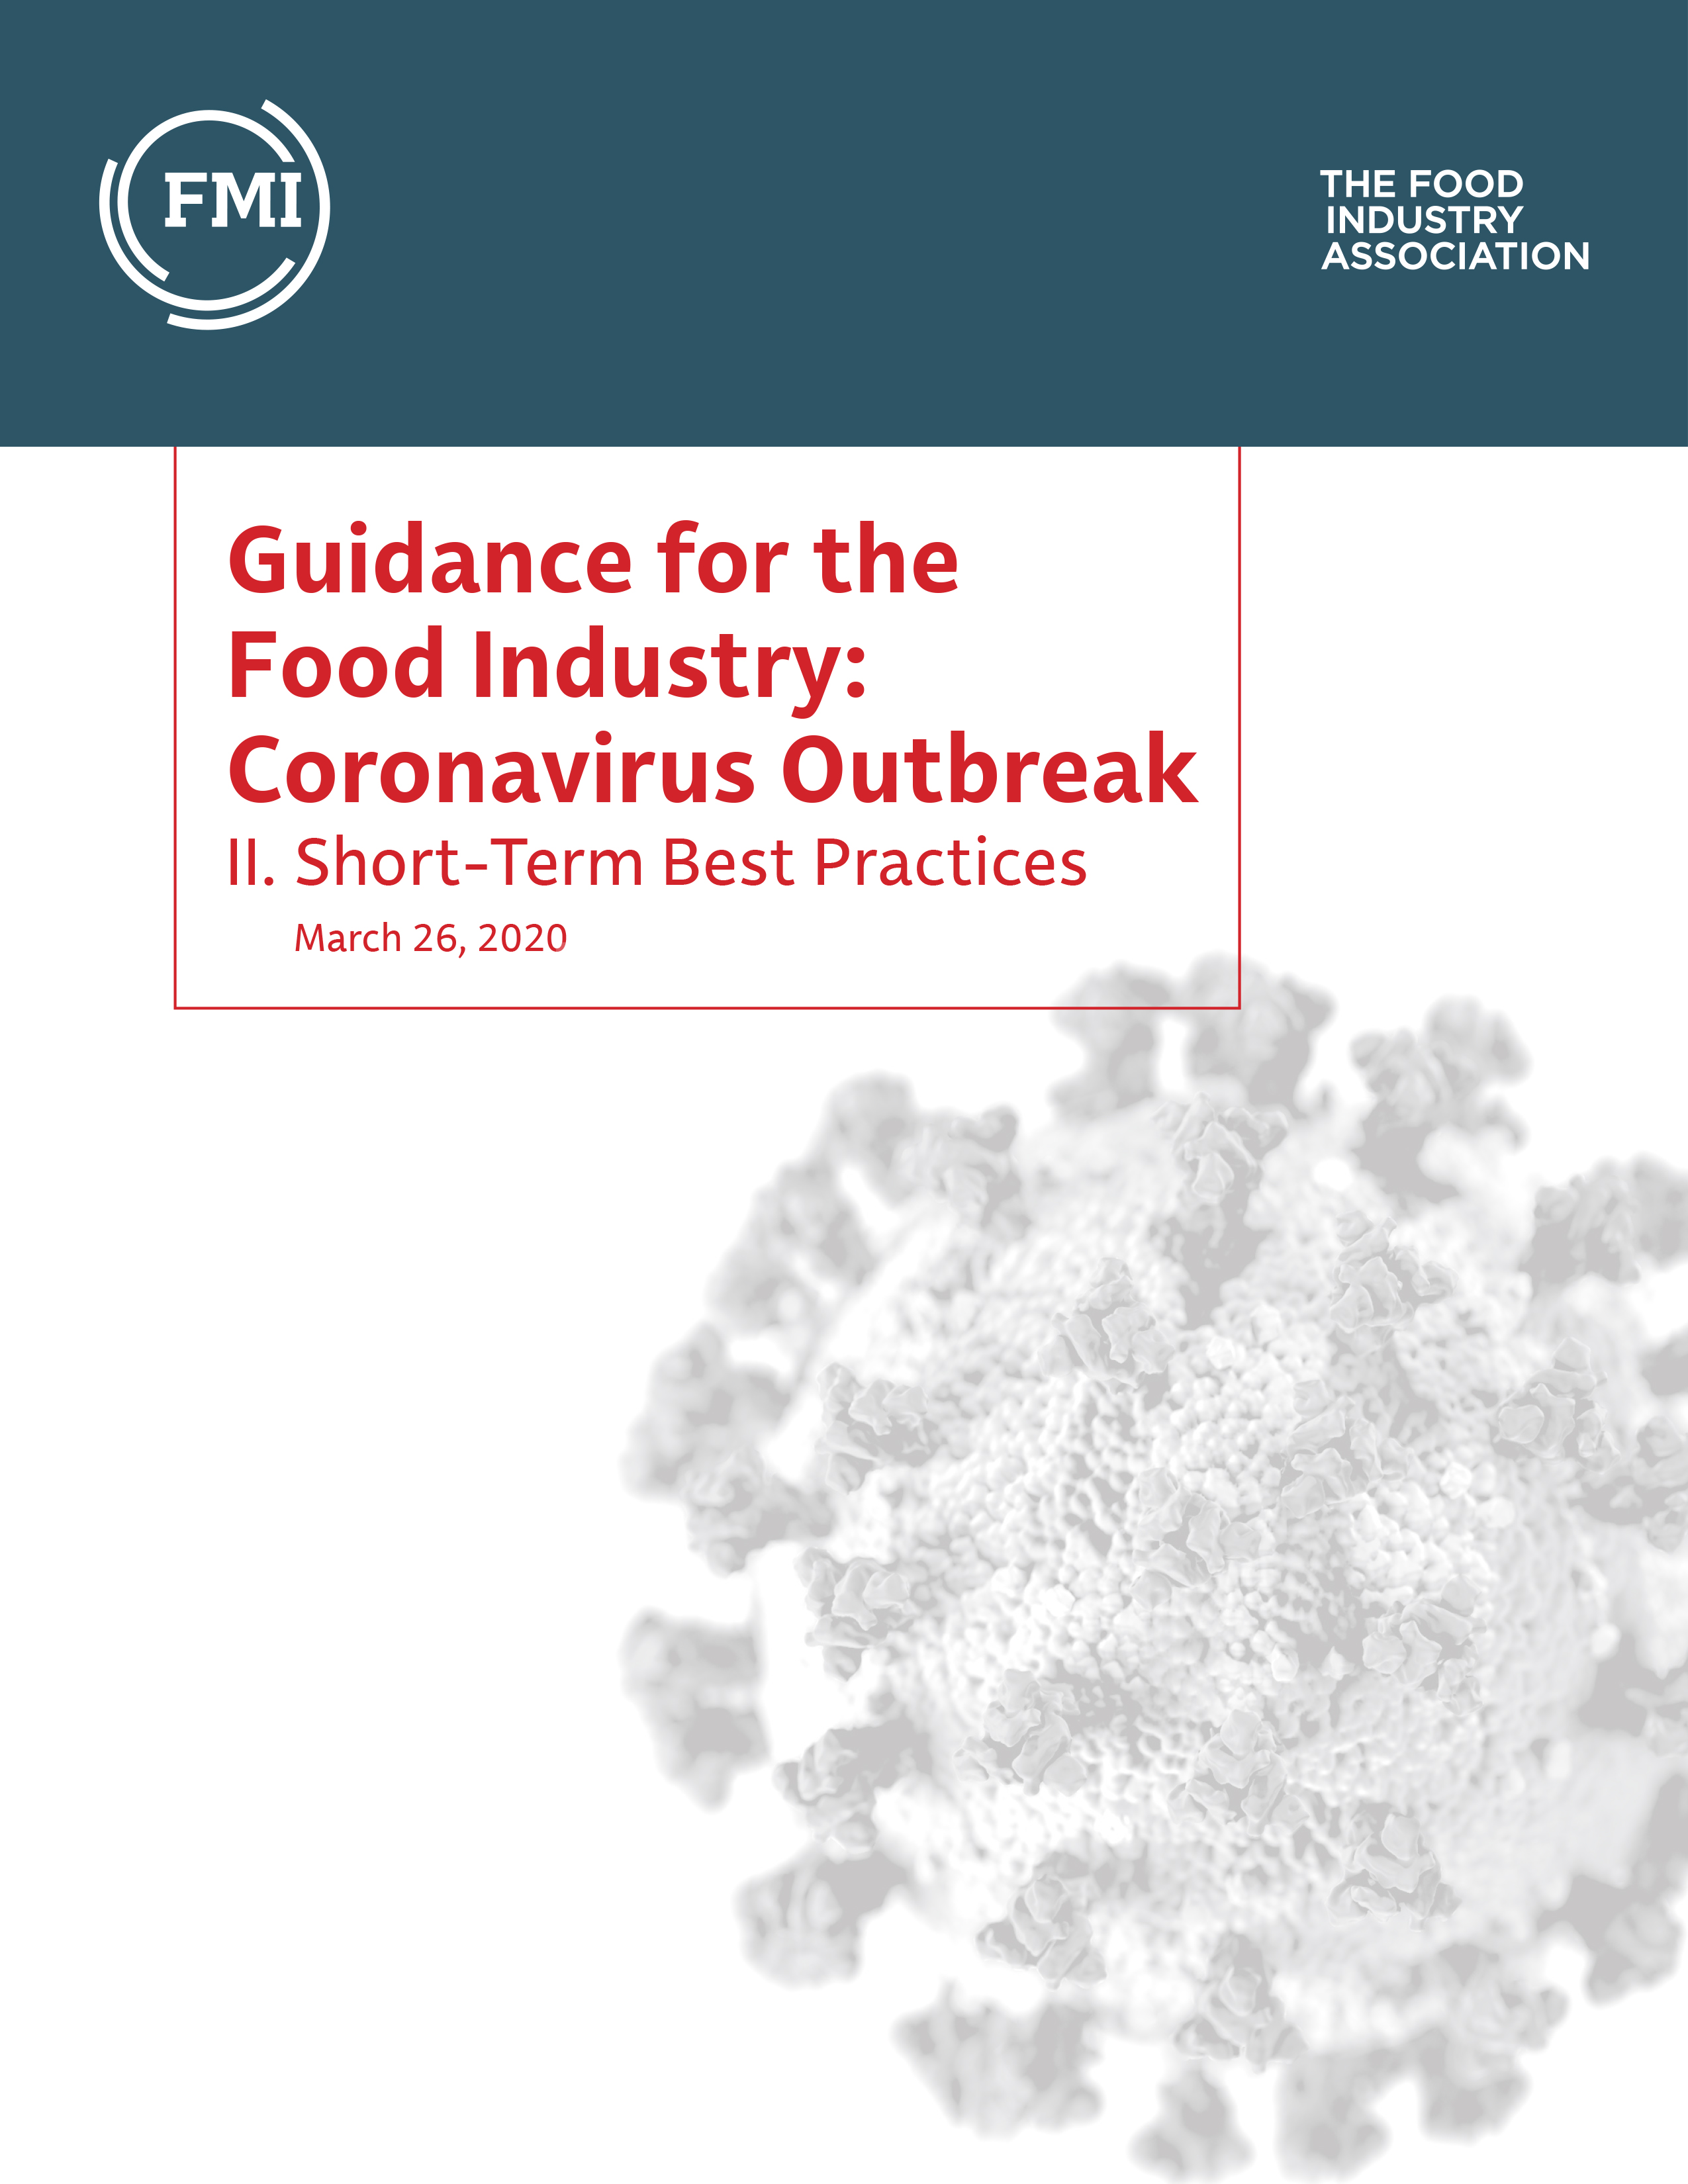 FMI
THE FOOD
INDUSTRY
ASSOCIATION
Guidance for the
Food Industry:
Coronavirus Outbreak
II. Short-Term Best Practices
March 26, 2020